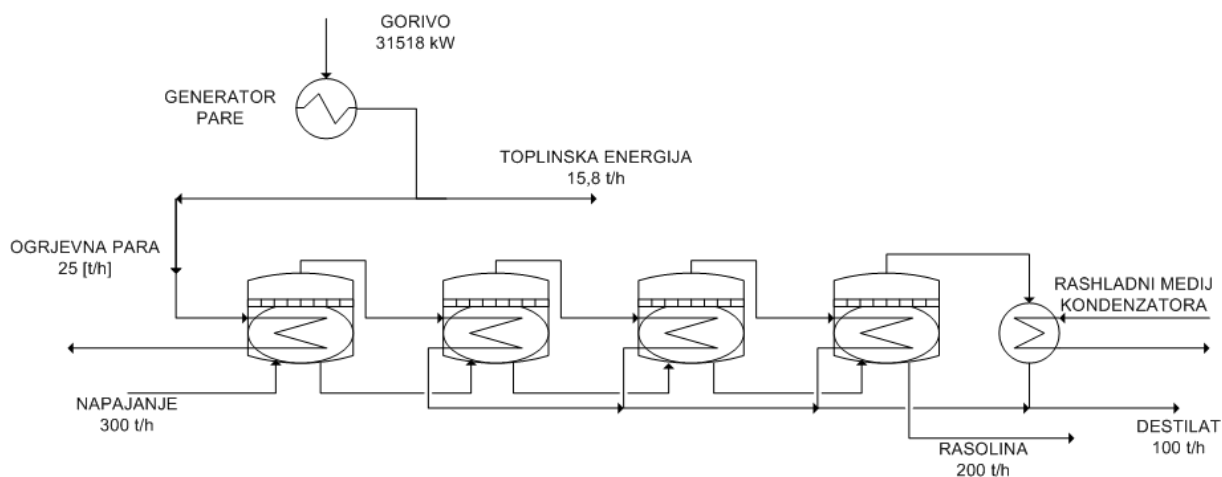 GORIVO
31518 kW
GENERATOR
PARE
TOPLINSKA ENERGIJA
15,8 t/h
OGRJEVNA PARA
25 [t/h]
RASHLADNI MEDIJ
KONDENZATORA
NAPAJANJE
300 t/h
DESTILAT
100 t/h
RASOLINA
200 t/h